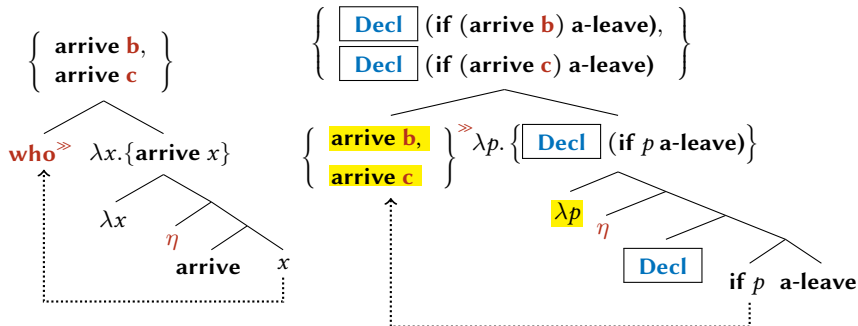 { arrive b, arrive c }
who≫ λx.{arrive x}
λx
η
arrive x
{ Decl (if (arrive b) a-leave),
Decl (if (arrive c) a-leave) }
{ arrive b, arrive c }≫ λp.{ Decl (if p a-leave)}
λp
η
Decl
if p a-leave